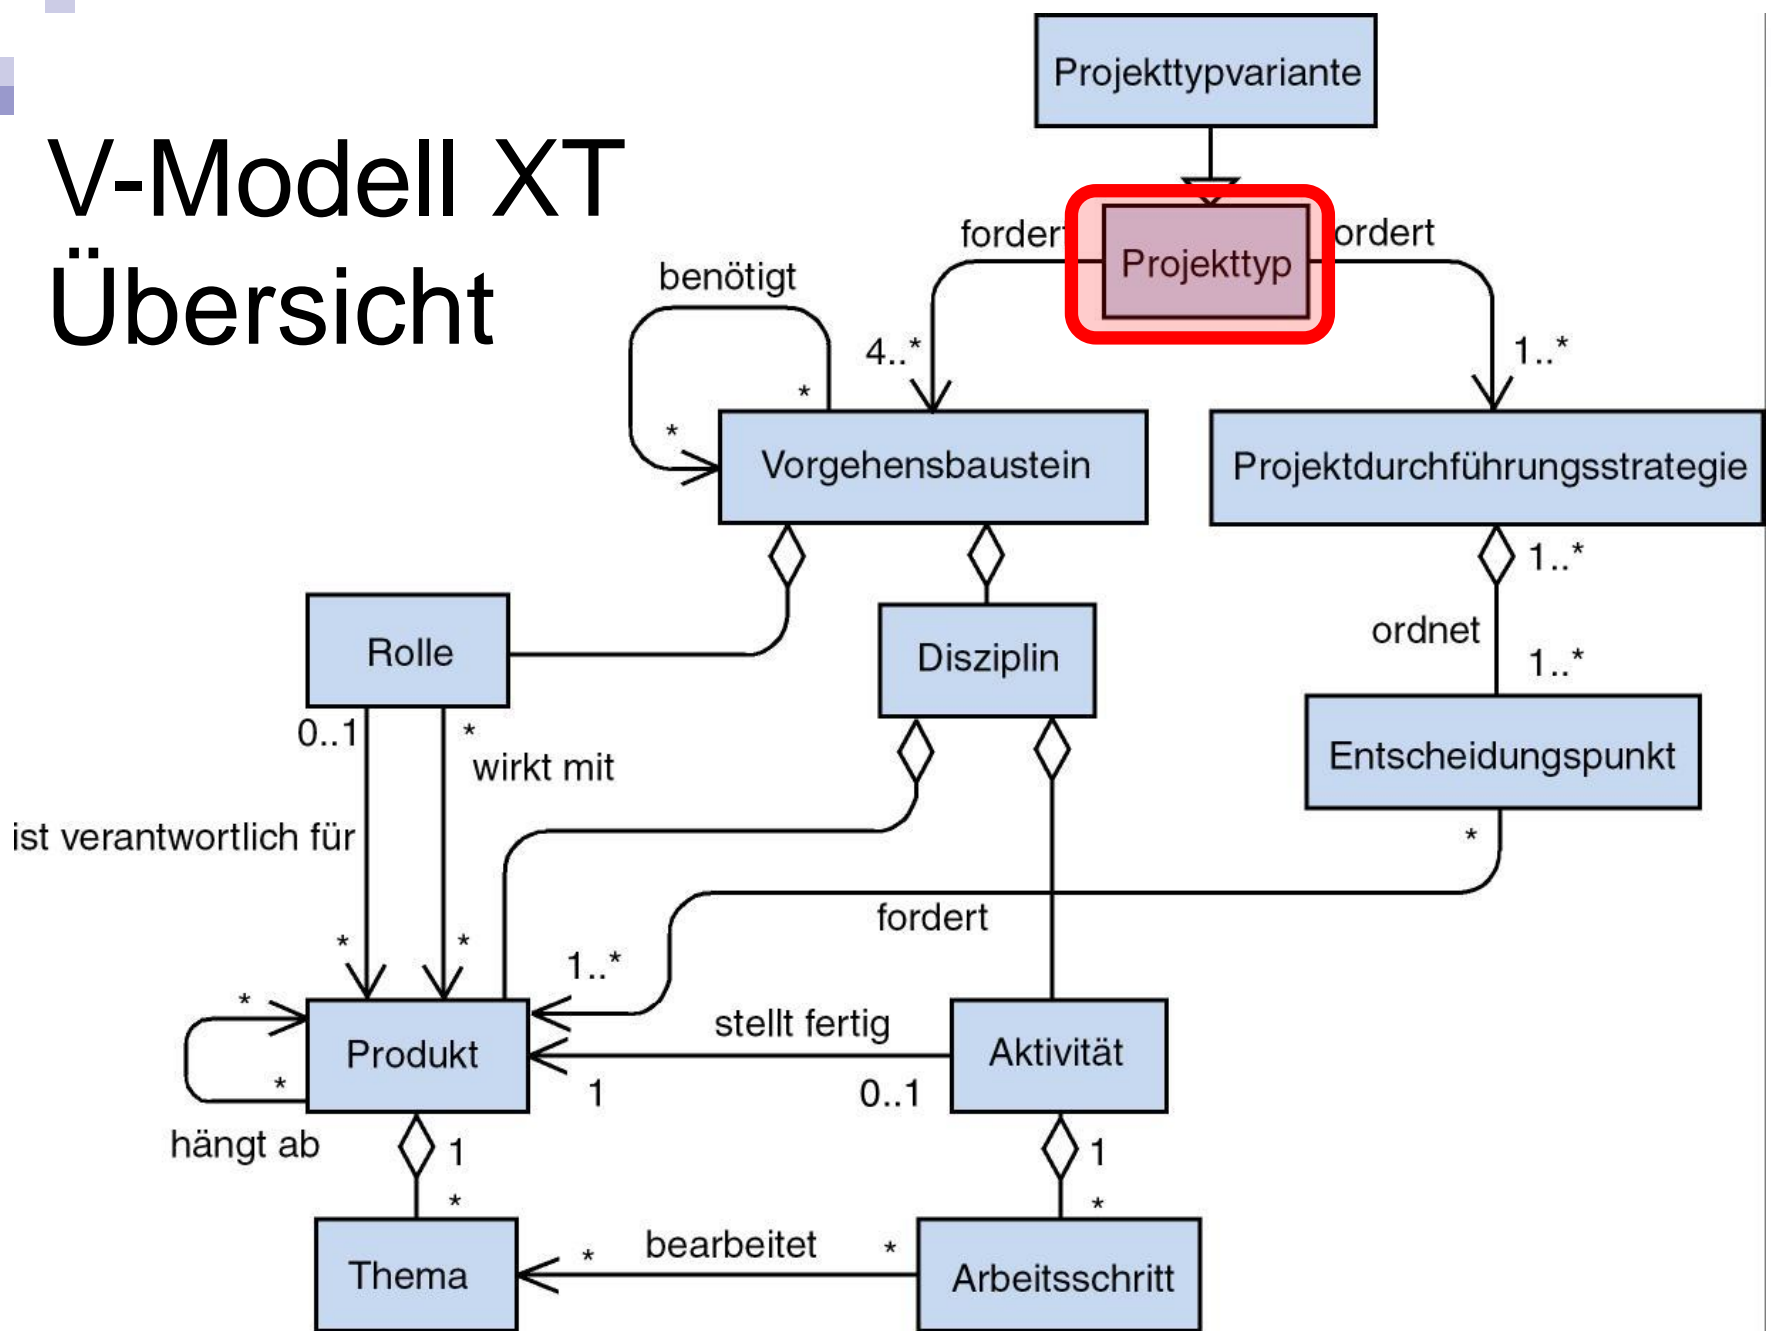 V-Modell XT
Übersicht
Projekttypvariante
fordert
Projekttyp
ordert
benötigt
4..*
1..*
*
*
Vorgehensbaustein
Projektdurchführungsstrategie
1..*
Rolle
Disziplin
ordnet
1..*
0..1
*
wirkt mit
Entscheidungspunkt
ist verantwortlich für
*
fordert
*
*
1..*
*
stellt fertig
Produkt
Aktivität
*
1
0..1
hängt ab
1
1
*
*
bearbeitet
*
*
Thema
Arbeitsschritt